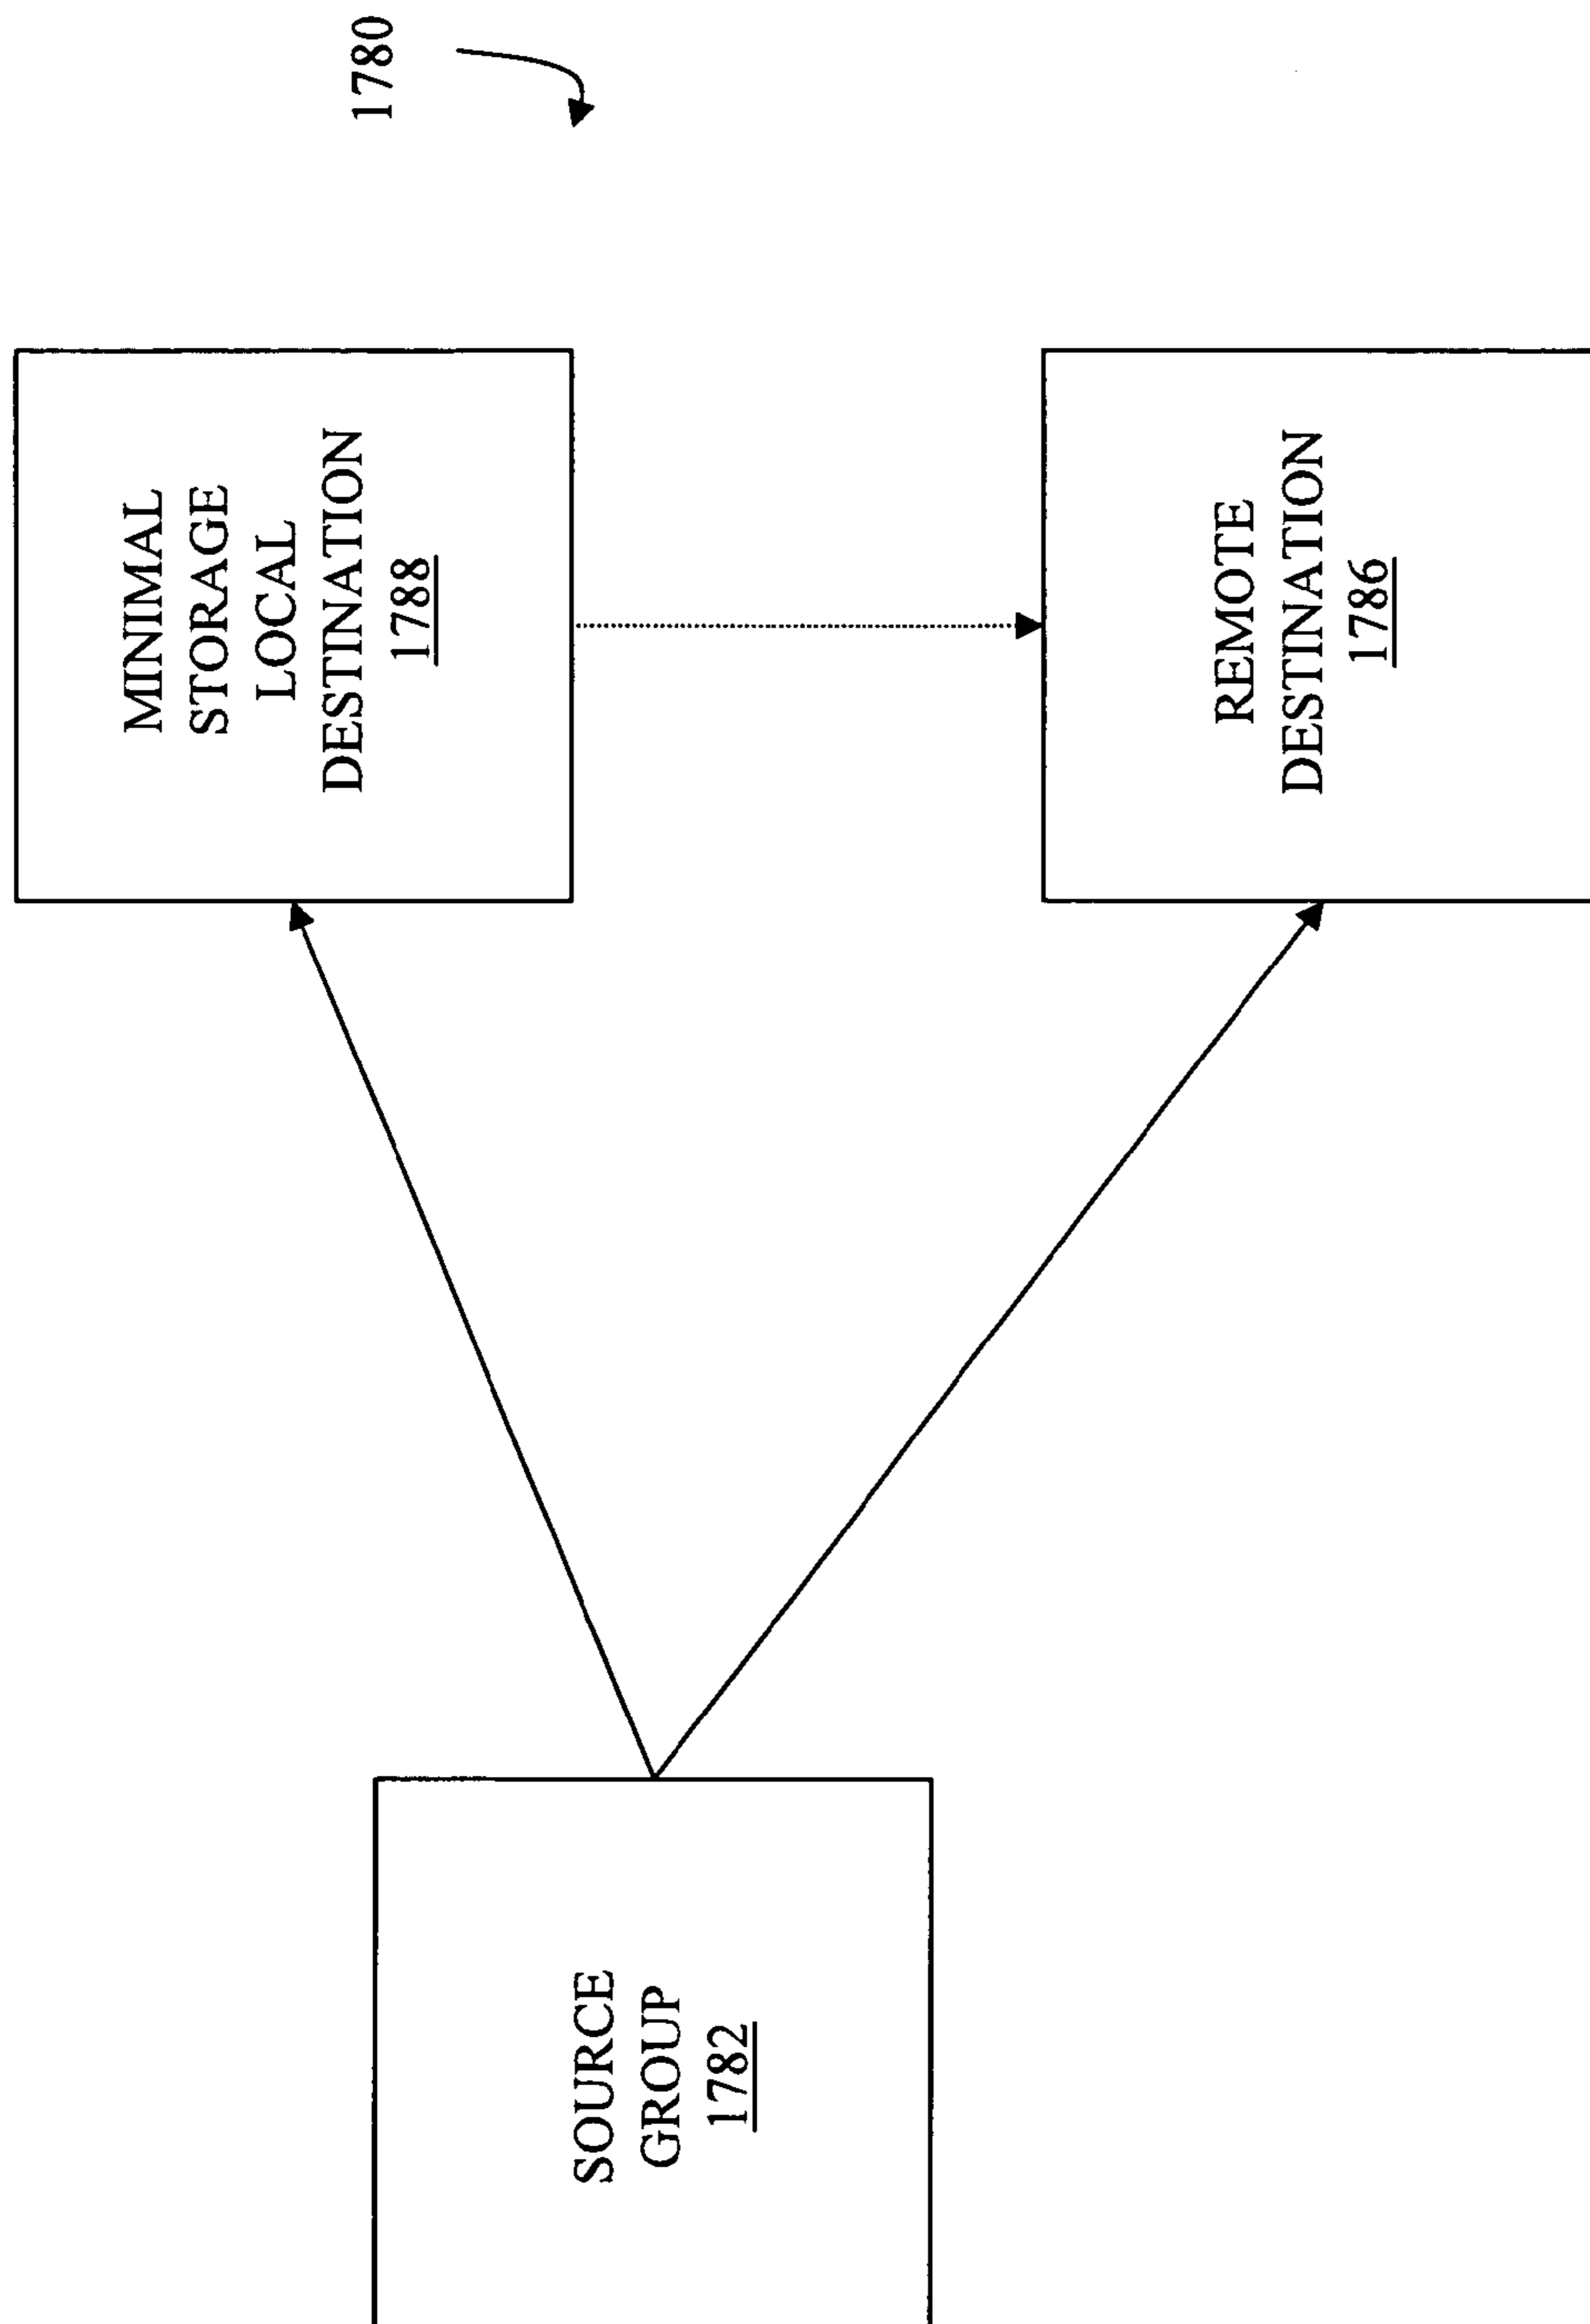 1780
MINIMAL
STORAGE
LOCAL
DESTINATION
1788
REMOTE
DESTINATION
1786
SOURCE
GROUP
1782